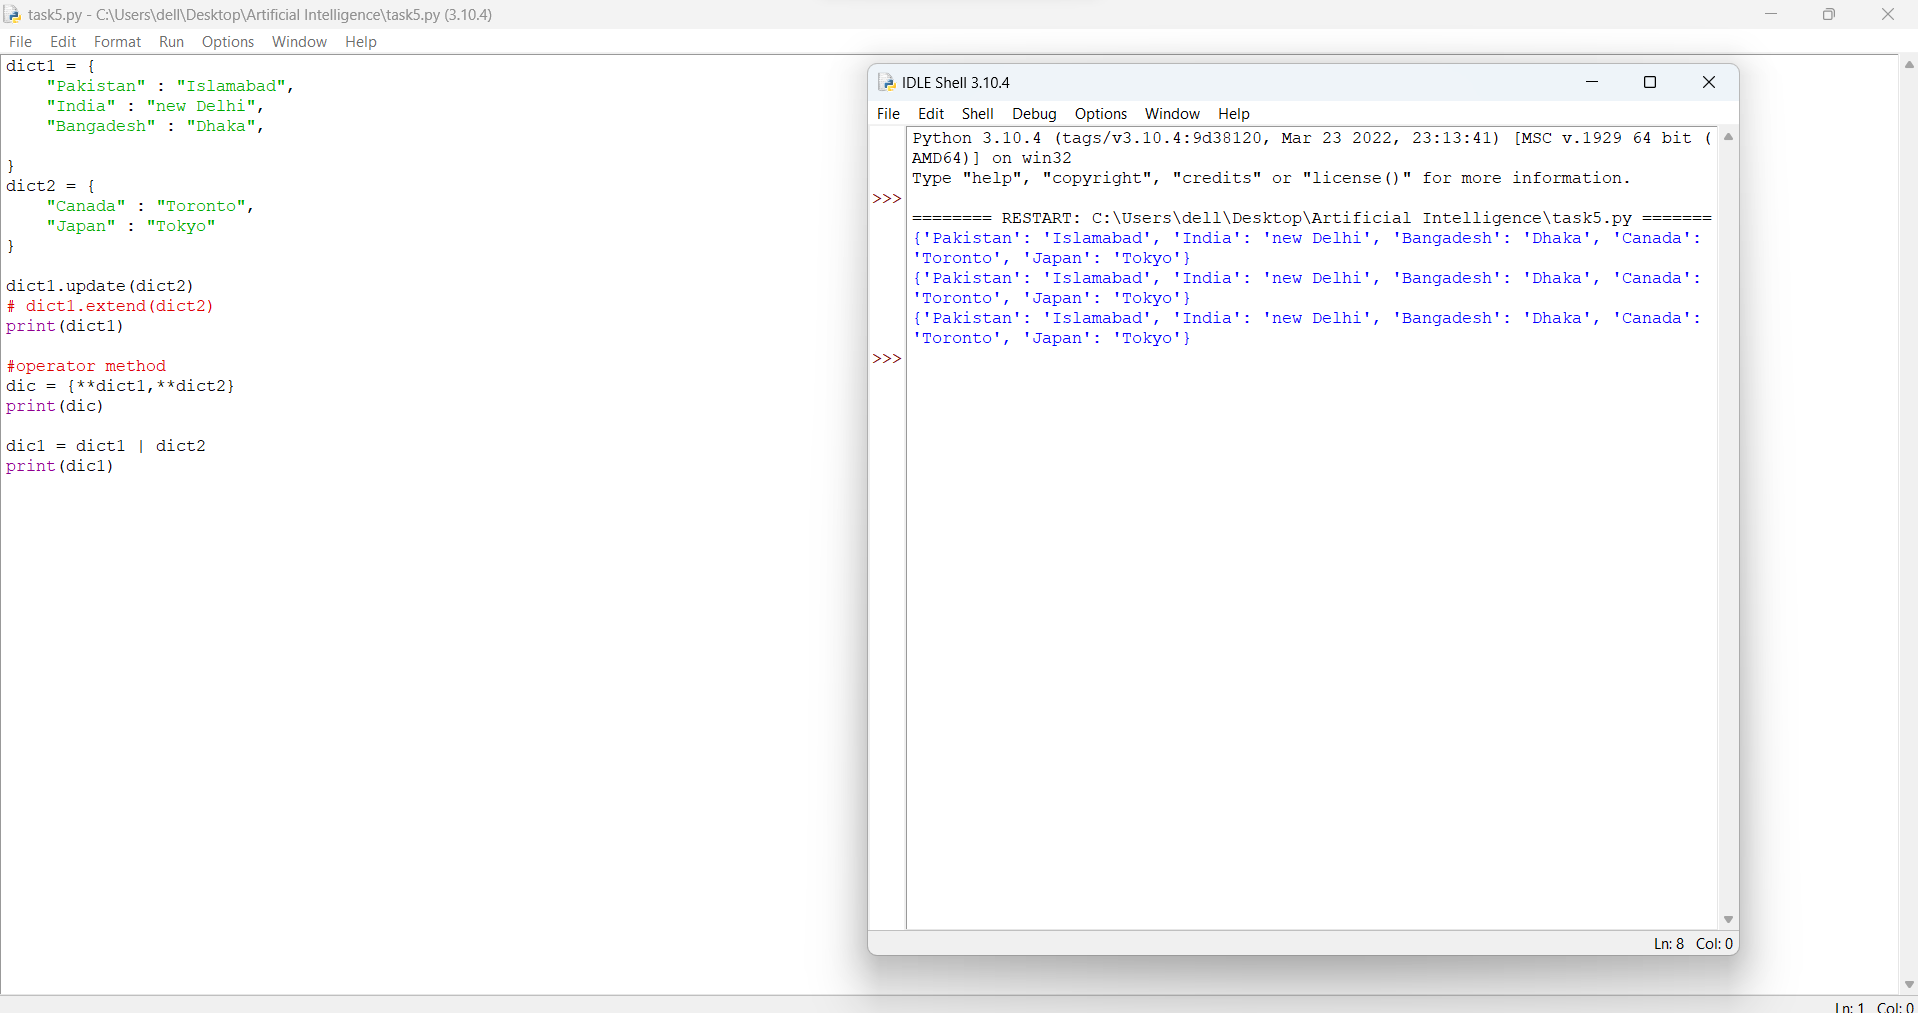 task5.py - C:\Users\dell\Desktop\Artificial Intelligence\task5.py (3.10.4)
File Edit Format Run Options Window Help
dict1 = {
    "Pakistan" : "Islamabad",
    "India" : "new Delhi",
    "Bangadesh" : "Dhaka",
}
dict2 = {
    "Canada" : "Toronto",
    "Japan" : "Tokyo"
}
dict1.update(dict2)
# dict1.extend(dict2)
print(dict1)
#operator method
dic = {**dict1,**dict2}
print(dic)
dic1 = dict1 | dict2
print(dic1)
Ln: 1 Col: 0
IDLE Shell 3.10.4
File Edit Shell Debug Options Window Help
Python 3.10.4 (tags/v3.10.4:9d38120, Mar 23 2022, 23:13:41) [MSC v.1929 64 bit (
AMD64)] on win32
Type "help", "copyright", "credits" or "license()" for more information.
>>>
======== RESTART: C:\Users\dell\Desktop\Artificial Intelligence\task5.py =======
{'Pakistan': 'Islamabad', 'India': 'new Delhi', 'Bangadesh': 'Dhaka', 'Canada':
'Toronto', 'Japan': 'Tokyo'}
{'Pakistan': 'Islamabad', 'India': 'new Delhi', 'Bangadesh': 'Dhaka', 'Canada':
'Toronto', 'Japan': 'Tokyo'}
{'Pakistan': 'Islamabad', 'India': 'new Delhi', 'Bangadesh': 'Dhaka', 'Canada':
'Toronto', 'Japan': 'Tokyo'}
>>>
Ln: 8 Col: 0